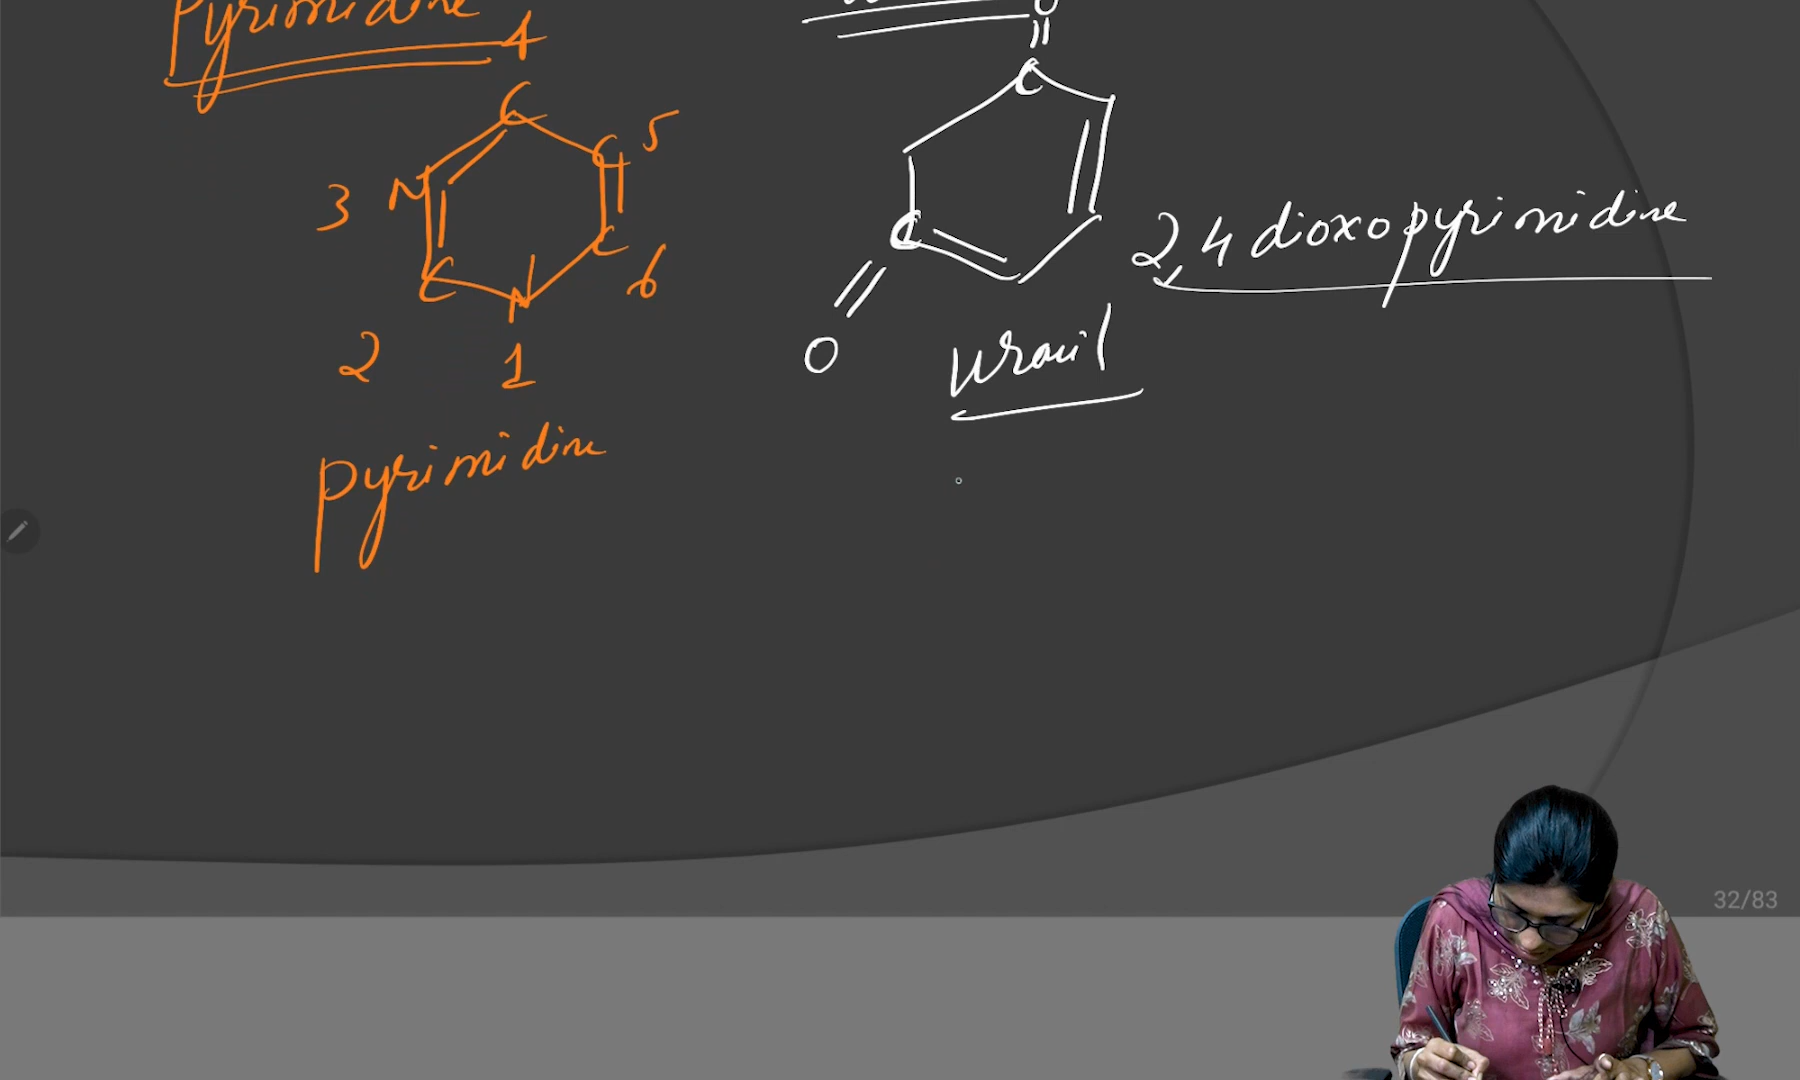 Pyrimidine
4
C
C 5
3 N
C 6
C
N
2 1
pyrimidine
O
C
C
O
2,4 dioxopyrimidine
Uracil
32/83